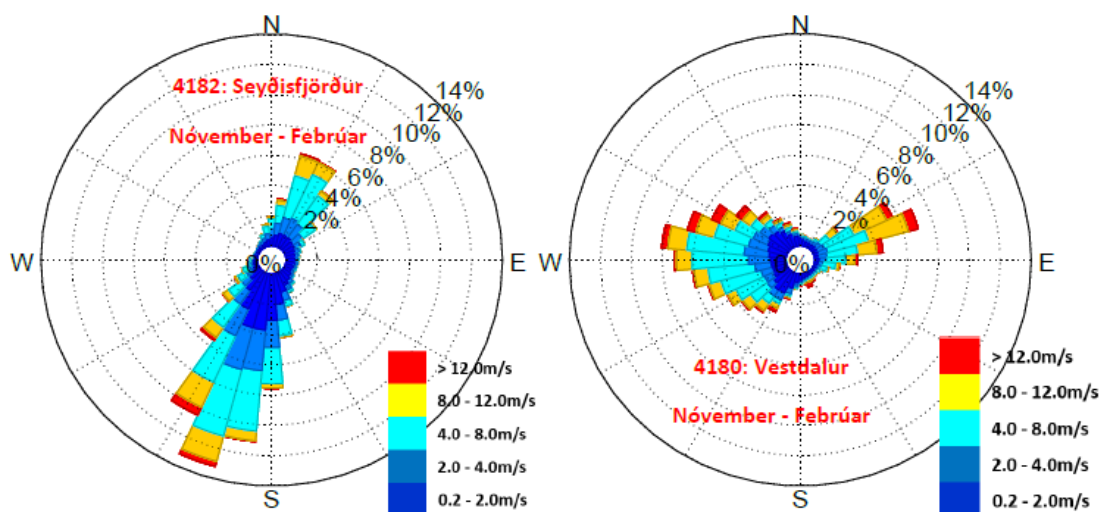 N
4182: Seyðisfjörður
Nóvember - Febrúar
14%
12%
10%
8%
6%
4%
2%
0%
W
E
S
> 12.0m/s
8.0 - 12.0m/s
4.0 - 8.0m/s
2.0 - 4.0m/s
0.2 - 2.0m/s
N
14%
12%
10%
8%
6%
4%
2%
0%
W
E
4180: Vestdalur
Nóvember - Febrúar
S
> 12.0m/s
8.0 - 12.0m/s
4.0 - 8.0m/s
2.0 - 4.0m/s
0.2 - 2.0m/s